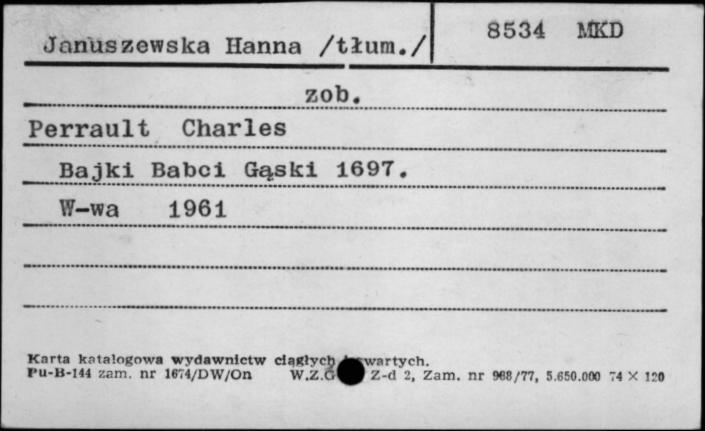 Januszewska Hanna /tłum./ 8534 MKD
zob.
Perrault Charles
Bajki Babci Gąski 1697.
W-wa 1961
Karta katalogowa wydawnictw ciągłych zwartych.
Pu-B-144 zam. nr 1674/DW/On W.Z.G Z-d 2, Zam. nr 968/77, 5.650.000 74 X 120